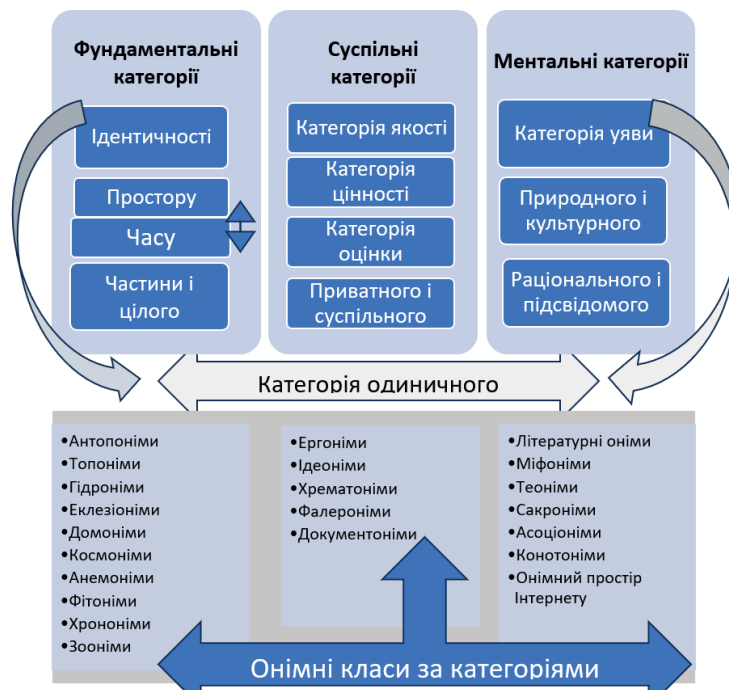 Фундаментальні
категорії
Ідентичності
Простору
Часу
Частини і
цілого
Суспільні
категорії
Категорія якості
Категорія
цінності
Категорія
оцінки
Приватного і
суспільного
Ментальні категорії
Категорія уяви
Природного і
культурного
Раціонального і
підсвідомого
Категорія одиничного
•Антопоніми
•Топоніми
•Гідроніми
•Еклезіоніми
•Домоніми
•Космоніми
•Анемоніми
•Фітоніми
•Хрононіми
•Зооніми
•Ергоніми
•Ідеоніми
•Хрематоніми
•Фалероніми
•Документоніми
•Літературні оніми
•Міфоніми
•Теоніми
•Сакроніми
•Асоціоніми
•Конотоніми
•Онімний простір
Інтернету
Онімні класи за категоріями